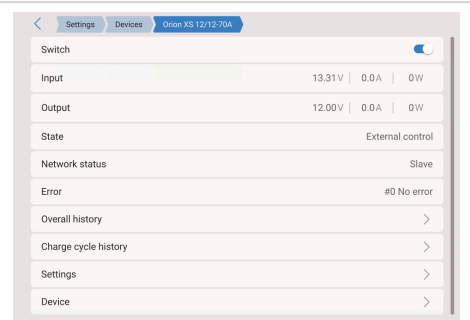 Settings Devices Orion XS 12/12-70A
Switch
Input 13.31V 0.0A 0W
Output 12.00V 0.0A 0W
State External control
Network status Slave
Error #0 No error
Overall history
Charge cycle history
Settings
Device